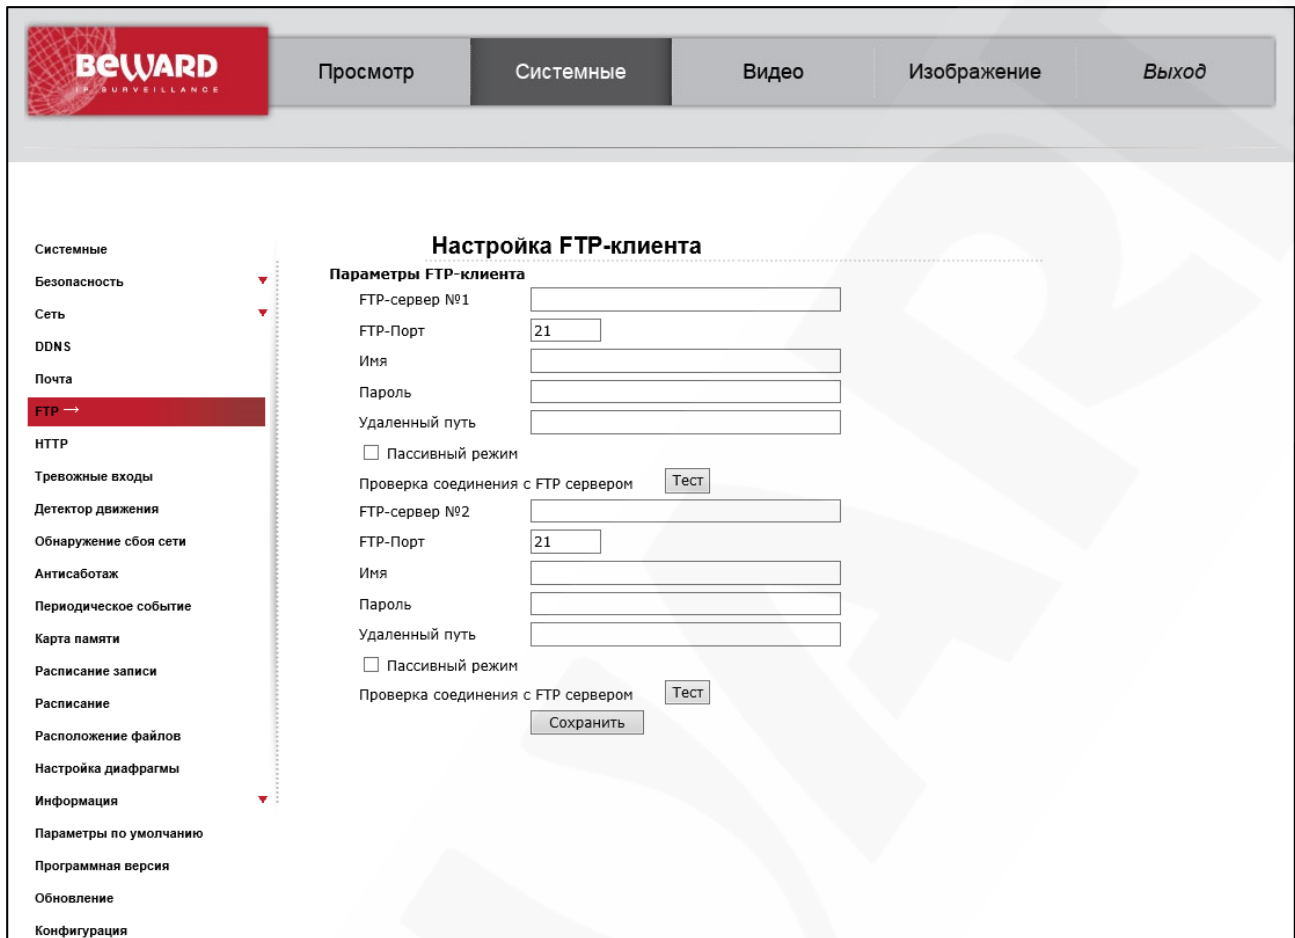 BEWARD
IP SURVEILLANCE
Просмотр
Системные
Видео
Изображение
Выход
Системные
Безопасность
Сеть
DDNS
Почта
FTP →
HTTP
Тревожные входы
Детектор движения
Обнаружение сбоя сети
Антисаботаж
Периодическое событие
Карта памяти
Расписание записи
Расписание
Расположение файлов
Настройка диафрагмы
Информация
Параметры по умолчанию
Программная версия
Обновление
Конфигурация
Настройка FTP-клиента
Параметры FTP-клиента
FTP-сервер №1
FTP-Порт 21
Имя
Пароль
Удаленный путь
Пассивный режим
Проверка соединения с FTP сервером Тест
FTP-сервер №2
FTP-Порт 21
Имя
Пароль
Удаленный путь
Пассивный режим
Проверка соединения с FTP сервером Тест
Сохранить